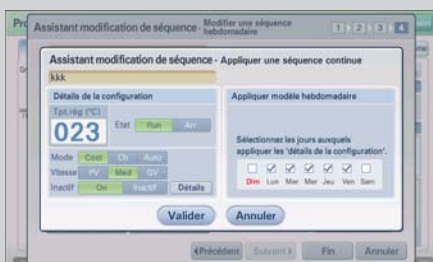 Assistant modification de séquence - Modifier une séquence hebdomadaire
1 2 3 4
Assistant modification de séquence - Appliquer une séquence continue
kkk
Détails de la configuration
Tpt.rég (°C)
023
Etat Run Arr.
Mode Cool Ch Auto
Vitesse PV Med GV
Inactif On Inactif Détails
Appliquer modèle hebdomadaire
Sélectionnez les jours auxquels
appliquer les 'détails de la configuration'.
Dim Lun Mar Mer Jeu Ven Sam
Valider Annuler
Précédent Suivant Fin Annuler